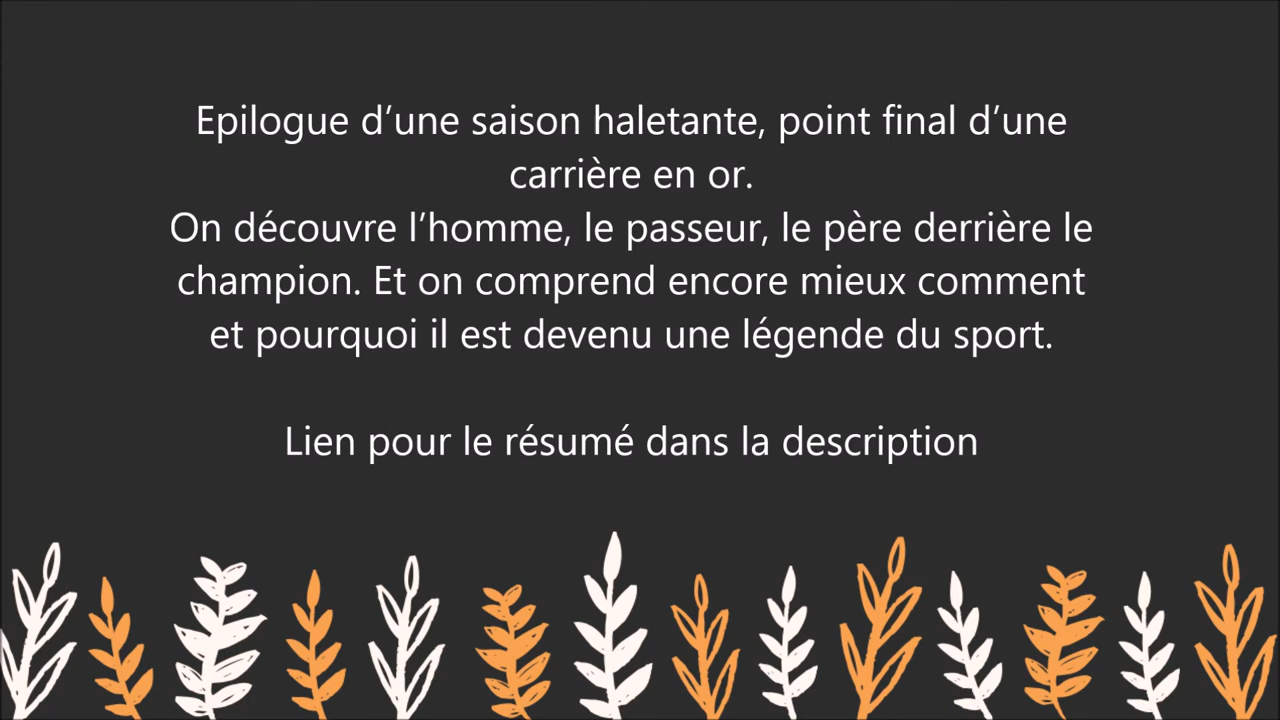 Epilogue d’une saison haletante, point final d’une
carrière en or.
On découvre l’homme, le passeur, le père derrière le
champion. Et on comprend encore mieux comment
et pourquoi il est devenu une légende du sport.
Lien pour le résumé dans la description